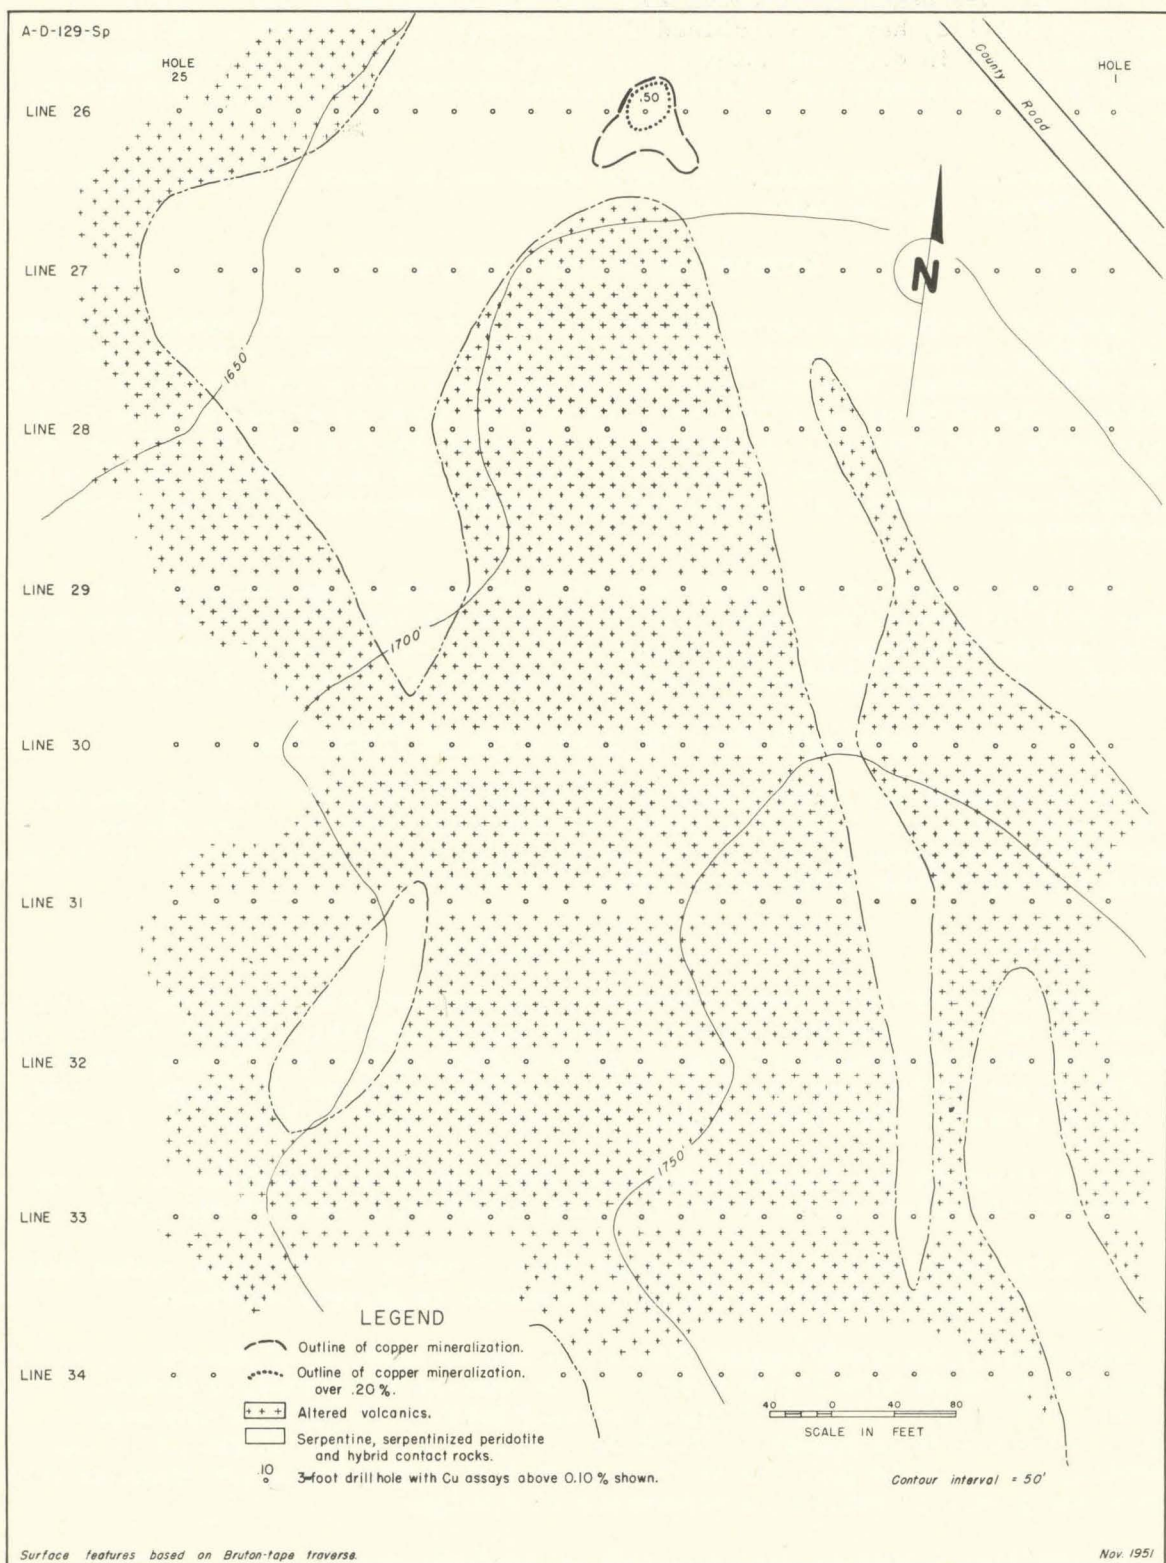 A-D-129-Sp
HOLE
25
HOLE
1
County Road
LINE 26
.50
LINE 27
N
1650'
LINE 28
LINE 29
1700'
LINE 30
LINE 31
LINE 32
1750'
LINE 33
LEGEND
Outline of copper mineralization.
Outline of copper mineralization.
over .20%.
Altered volcanics.
Serpentine, serpentinized peridotite
and hybrid contact rocks.
.10
3-foot drill hole with Cu assays above 0.10% shown.
LINE 34
40 0 40 80
SCALE IN FEET
Contour interval = 50'
Surface features based on Bruton-tape traverse.
Nov. 1951